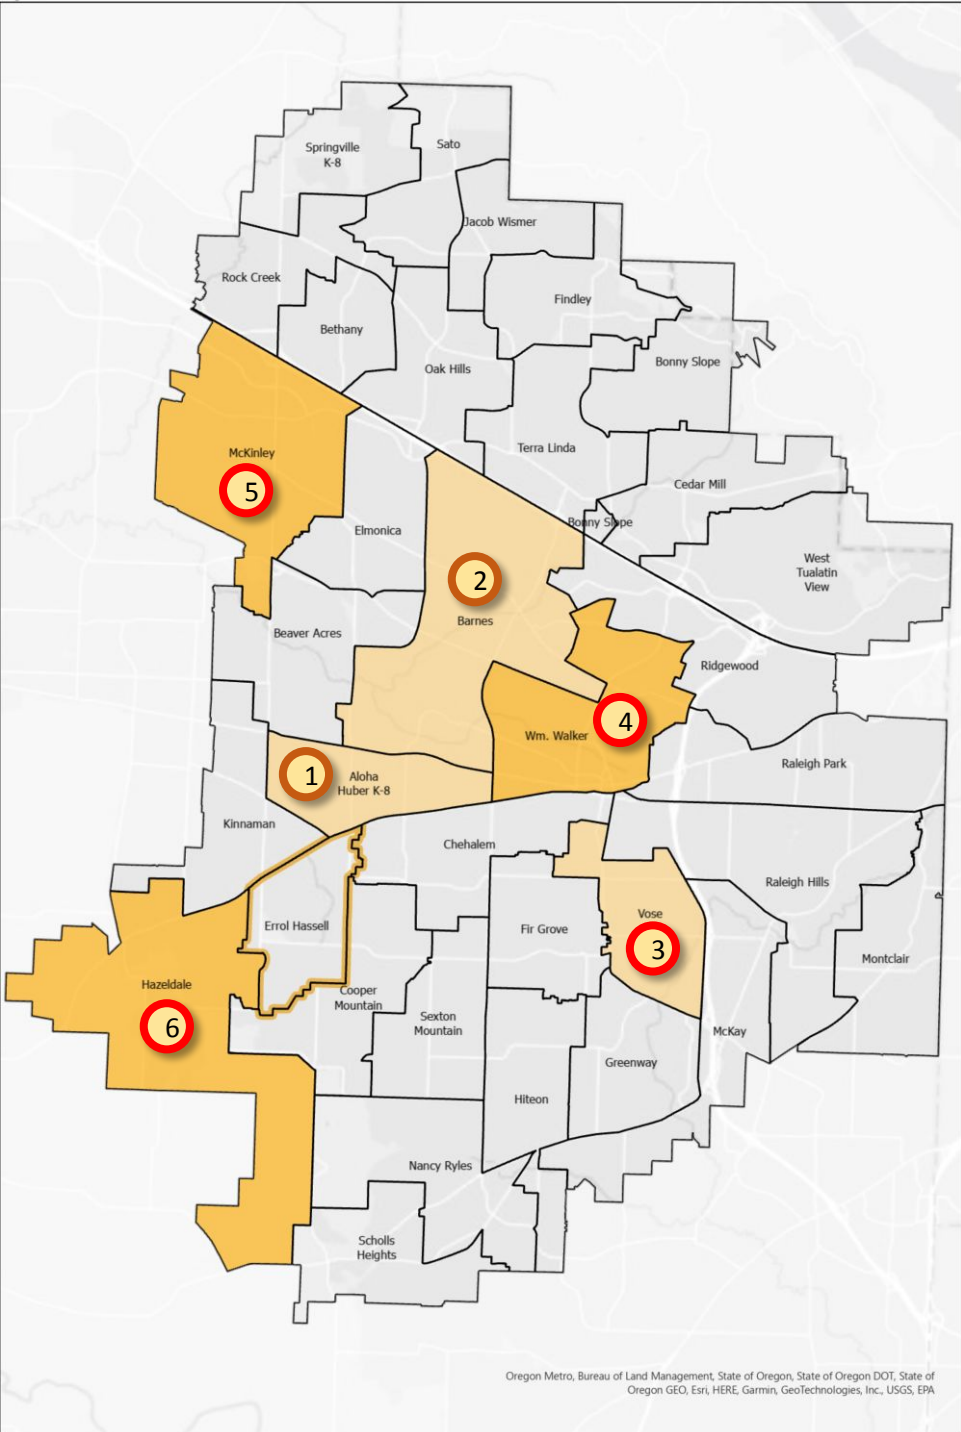 Springville
K-8
Sato
Jacob Wismer
Rock Creek
Findley
Bethany
Bonny Slope
Oak Hills
Terra Linda
McKinley
5
Cedar Mill
Bonny Slope
Elmonica
West
Tualatin
View
2
Barnes
Beaver Acres
Ridgewood
4
Wm. Walker
Raleigh Park
1
Aloha
Huber K-8
Kinnaman
Chehalem
Raleigh Hills
Vose
3
Errol Hassell
Fir Grove
Montclair
Hazeldale
6
Cooper
Mountain
Sexton
Mountain
McKay
Greenway
Hiteon
Nancy Ryles
Scholls
Heights
Oregon Metro, Bureau of Land Management, State of Oregon, State of Oregon DOT, State of
Oregon GEO, Esri, HERE, Garmin, GeoTechnologies, Inc., USGS, EPA